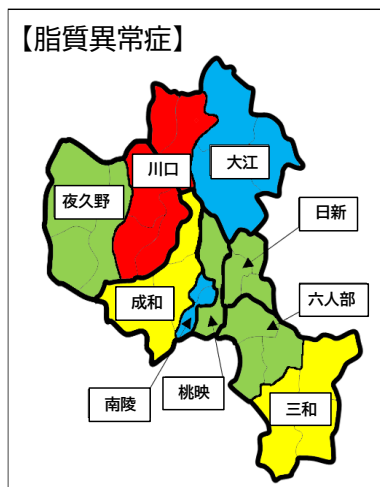 【脂質異常症】
川口
大江
夜久野
日新
成和
六人部
南陵
桃映
三和